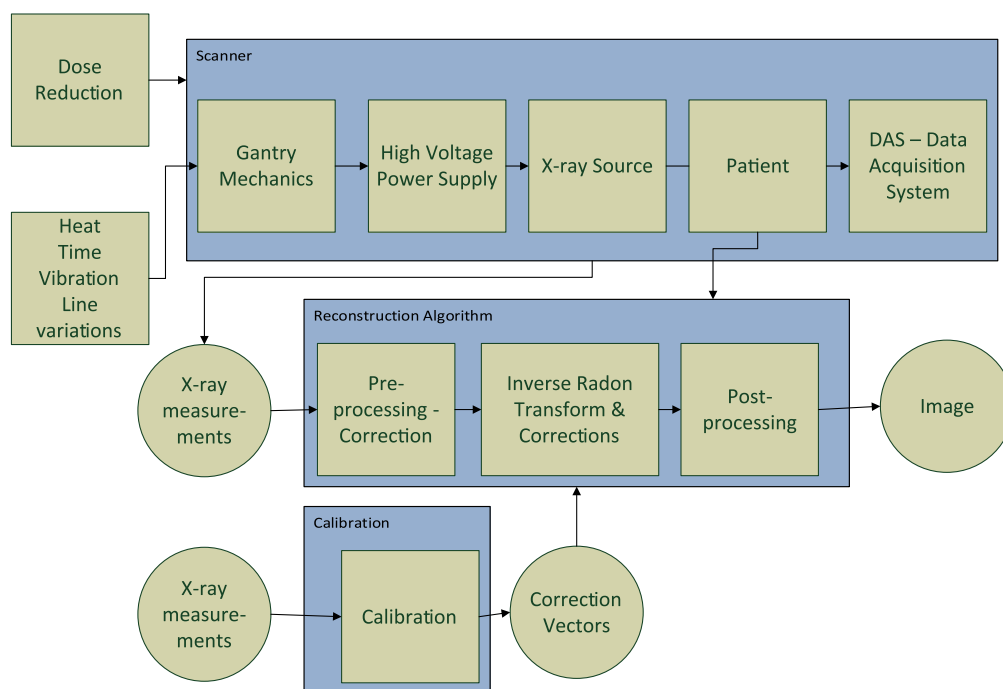 Dose
Reduction
Scanner
Gantry
Mechanics
High Voltage
Power Supply
X-ray Source
Patient
DAS – Data
Acquisition
System
Heat
Time
Vibration
Line
variations
Reconstruction Algorithm
X-ray
measure-
ments
Pre-
processing -
Correction
Inverse Radon
Transform &
Corrections
Post-
processing
Image
Calibration
X-ray
measure-
ments
Calibration
Correction
Vectors